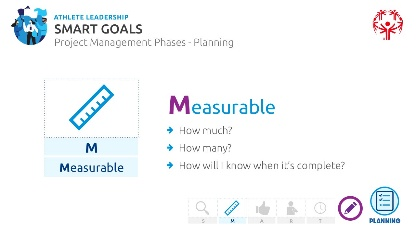 ATHLETE LEADERSHIP
SMART GOALS
Project Management Phases - Planning
M
Measurable
Measurable
How much?
How many?
How will I know when it's complete?
S M A R T
PLANNING